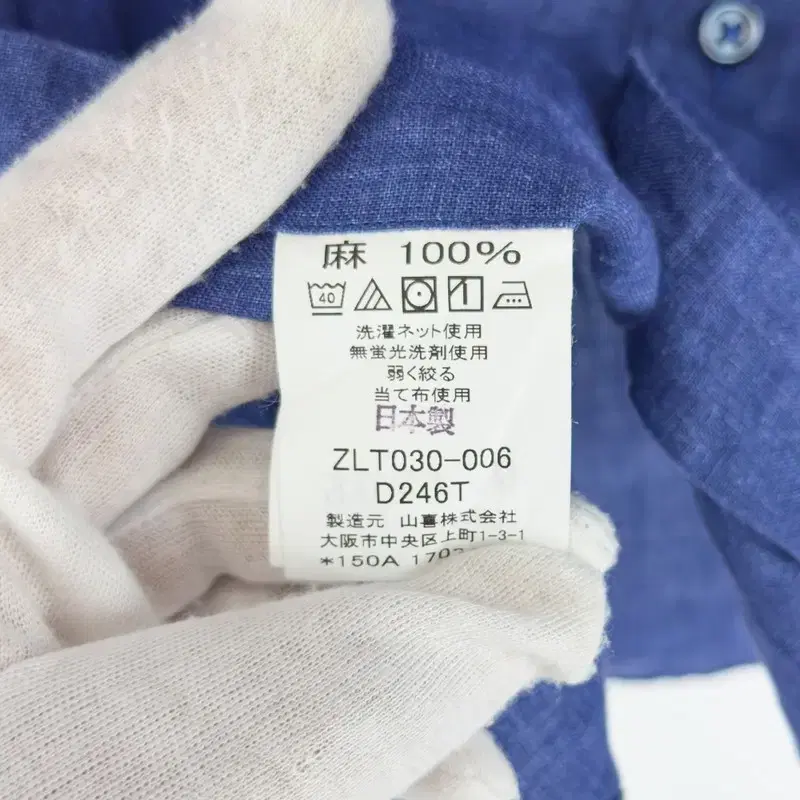 麻 100%
40
洗濯ネット使用
無蛍光洗剤使用
弱く絞る
当て布使用
日本製
ZLT030-006
D246T
製造元 山喜株式会社
大阪市中央区上町1-3-1
*150A